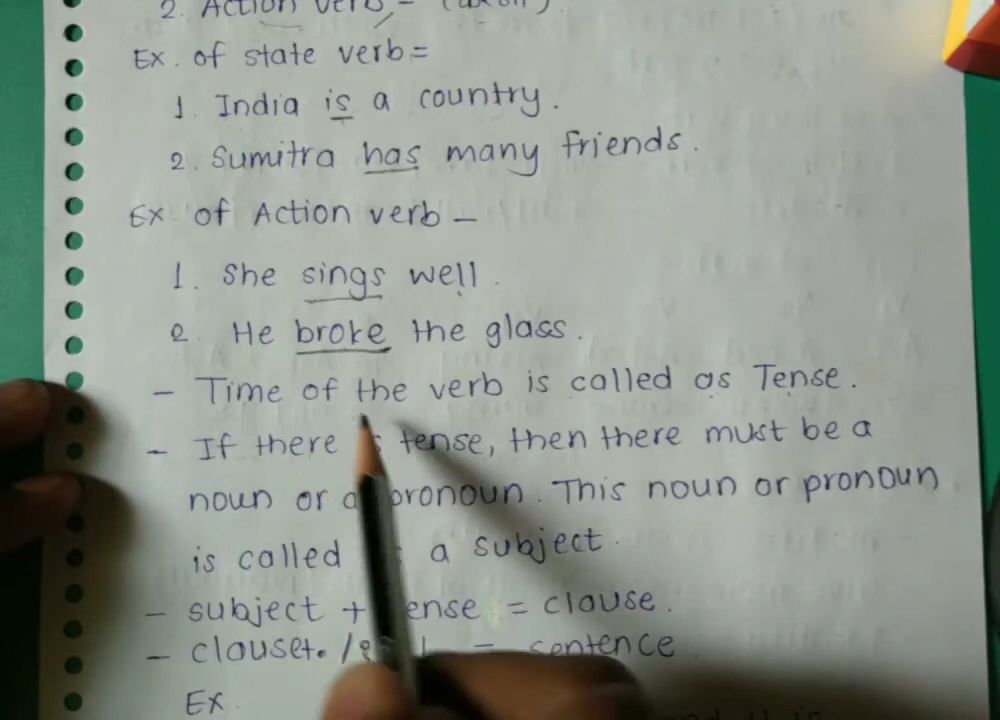 2. Action verb -
Ex. of state verb =
1. India is a country.
2. Sumitra has many friends.
Ex of Action verb —
1. She sings well.
2. He broke the glass.
- Time of the verb is called as Tense.
- If there is tense, then there must be a
noun or a pronoun. This noun or pronoun
is called a subject.
- subject + tense = clause.
- clause + . / = sentence
Ex.